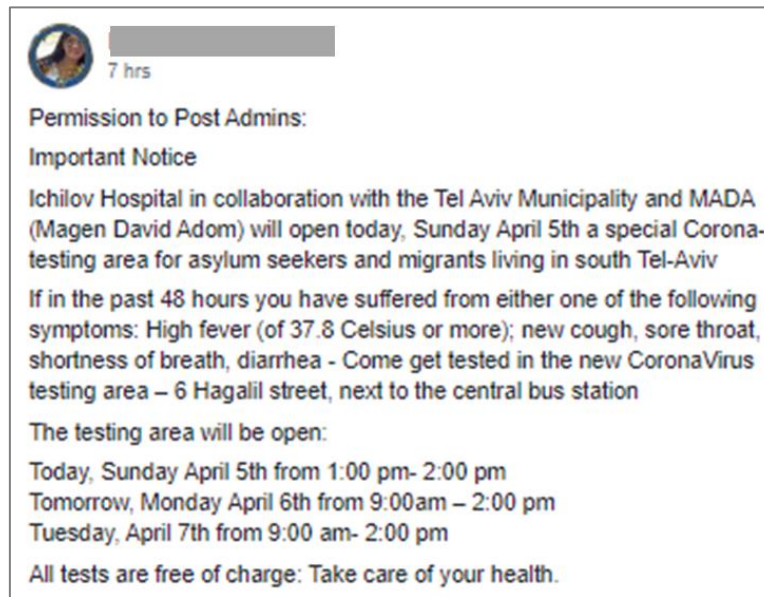 7 hrs
Permission to Post Admins:
Important Notice
Ichilov Hospital in collaboration with the Tel Aviv Municipality and MADA
(Magen David Adom) will open today, Sunday April 5th a special Corona-
testing area for asylum seekers and migrants living in south Tel-Aviv
If in the past 48 hours you have suffered from either one of the following
symptoms: High fever (of 37.8 Celsius or more); new cough, sore throat,
shortness of breath, diarrhea - Come get tested in the new CoronaVirus
testing area – 6 Hagalil street, next to the central bus station
The testing area will be open:
Today, Sunday April 5th from 1:00 pm- 2:00 pm
Tomorrow, Monday April 6th from 9:00am – 2:00 pm
Tuesday, April 7th from 9:00 am- 2:00 pm
All tests are free of charge: Take care of your health.